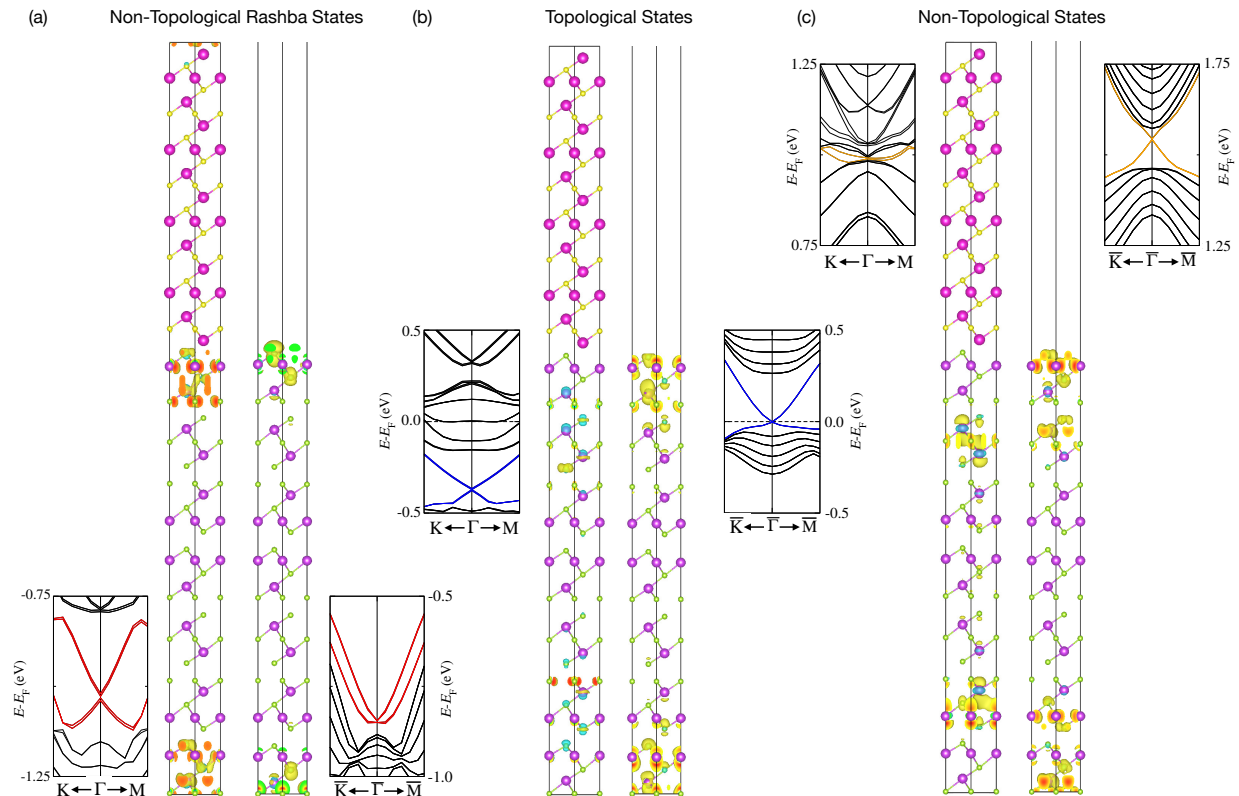 (a) Non-Topological Rashba States
-0.75
-1.25
E-E_F (eV)
K ← Γ → M
-0.5
-1.0
E-E_F (eV)
K̅ ← Γ̅ → M̅
(b) Topological States
0.5
0.0
-0.5
E-E_F (eV)
K ← Γ → M
0.5
0.0
-0.5
E-E_F (eV)
K̅ ← Γ̅ → M̅
(c) Non-Topological States
1.25
0.75
E-E_F (eV)
K ← Γ → M
1.75
1.25
E-E_F (eV)
K̅ ← Γ̅ → M̅